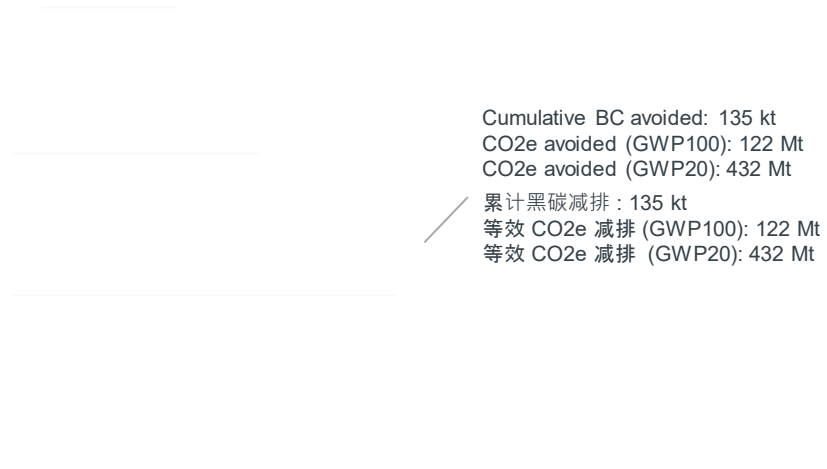 Cumulative BC avoided: 135 kt
CO2e avoided (GWP100): 122 Mt
CO2e avoided (GWP20): 432 Mt
累计黑碳减排 : 135 kt
等效 CO2e 减排 (GWP100): 122 Mt
等效 CO2e 减排 (GWP20): 432 Mt